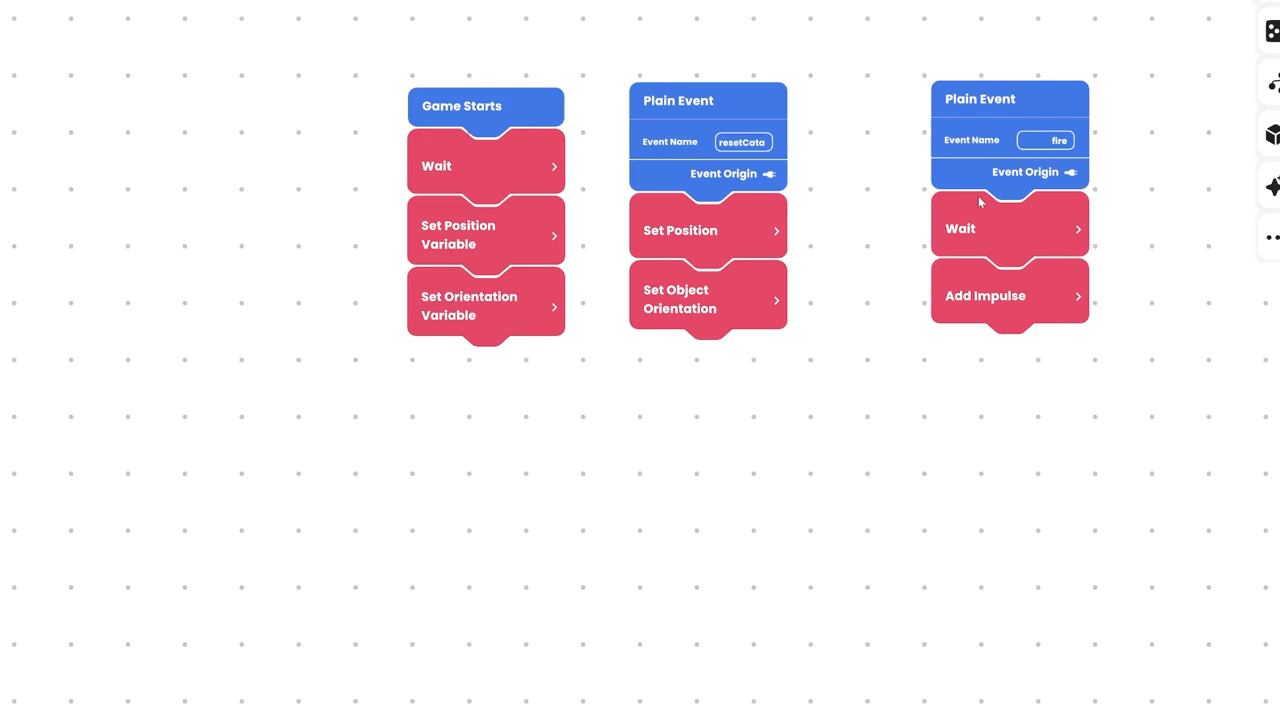 Game Starts
Wait
Set Position
Variable
Set Orientation
Variable
Plain Event
Event Name resetCata
Event Origin
Set Position
Set Object
Orientation
Plain Event
Event Name fire
Event Origin
Wait
Add Impulse